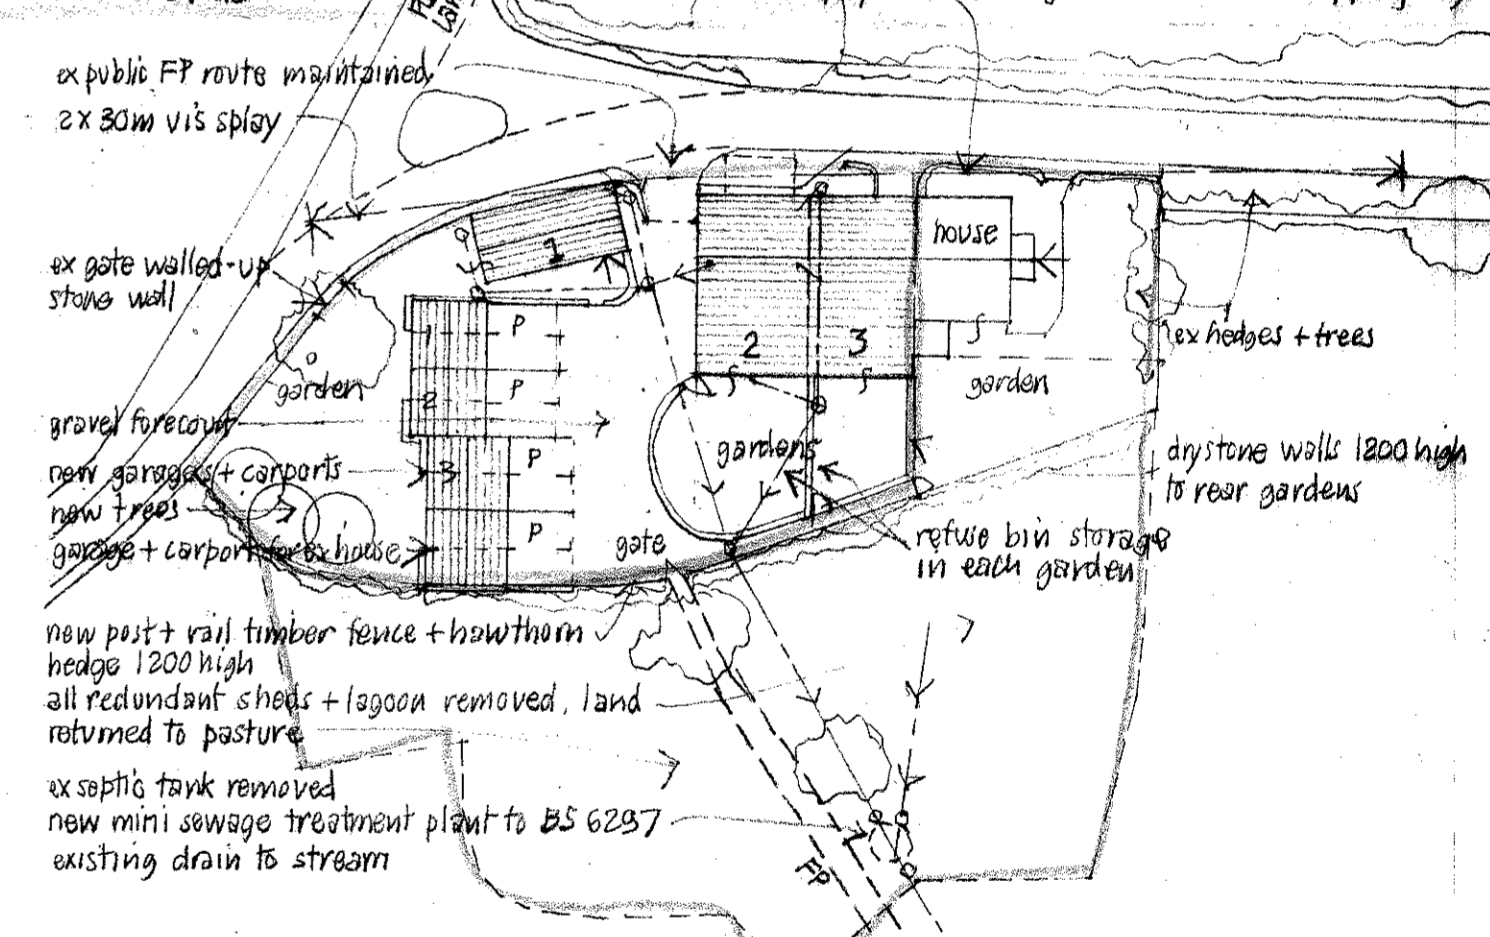 ex public FP route maintained
2x30m vis splay
ex gate walled-up
stone wall
garden
gravel forecourt
new garages + carports
new trees
garage + carport for ex house
new post + rail timber fence + hawthorn
hedge 1200 high
all redundant sheds + lagoon removed, land
returned to pasture
ex septic tank removed
new mini sewage treatment plant to BS 6297
existing drain to stream
1
1
2
3
P
P
P
P
2
3
house
garden
gardens
gate
ex hedges + trees
drystone walls 1200 high
to rear gardens
refuse bin storage
in each garden
FP